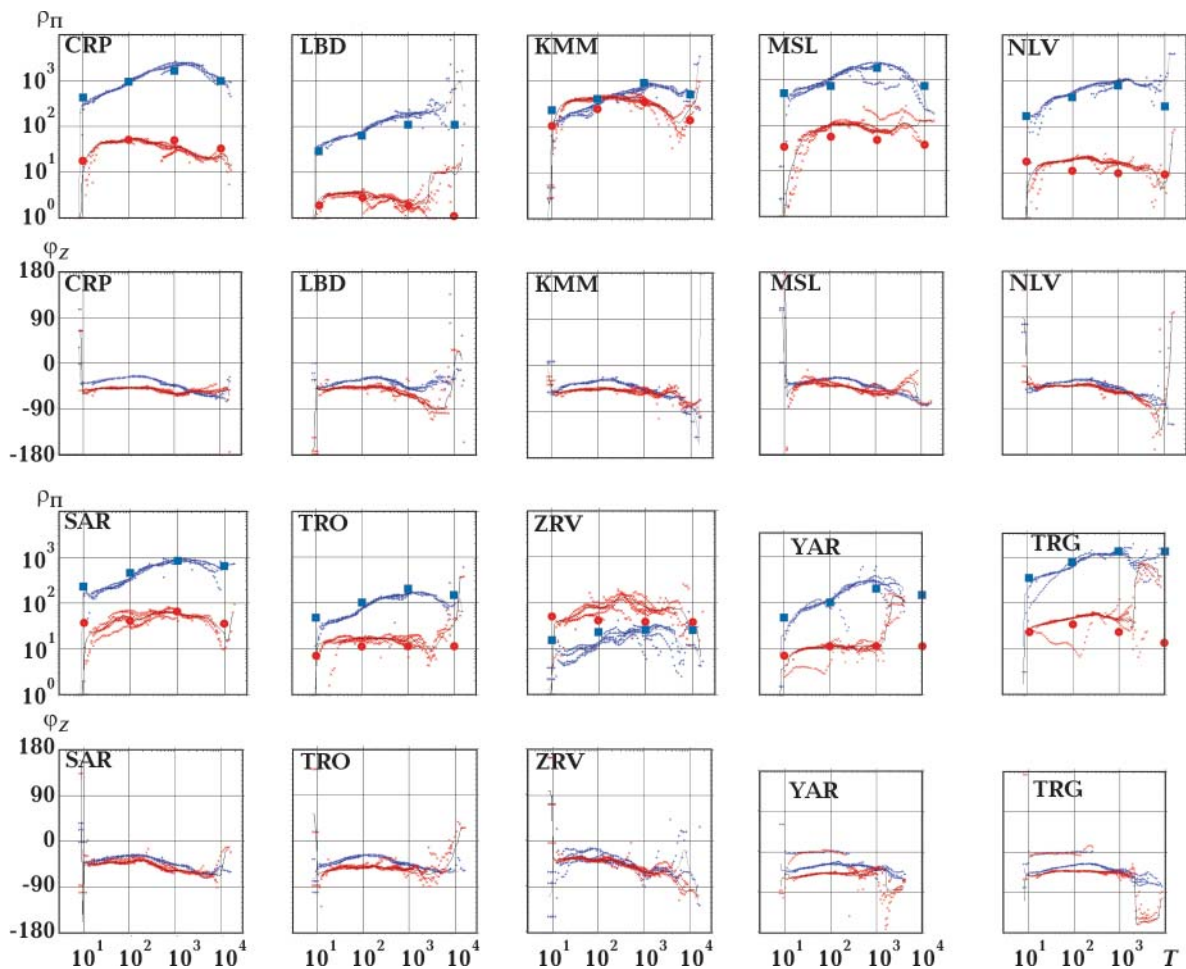 ρΠ
CRP LBD KMM MSL NLV
10³
10²
10¹
10⁰
φZ
180 CRP LBD KMM MSL NLV
90
0
-90
-180
ρΠ
SAR TRO ZRV YAR TRG
10³
10²
10¹
10⁰
φZ
180 SAR TRO ZRV YAR TRG
90
0
-90
-180
10¹ 10² 10³ 10⁴ 10¹ 10² 10³ 10⁴ 10¹ 10² 10³ 10⁴ 10¹ 10² 10³ 10⁴ 10¹ 10² 10³ T